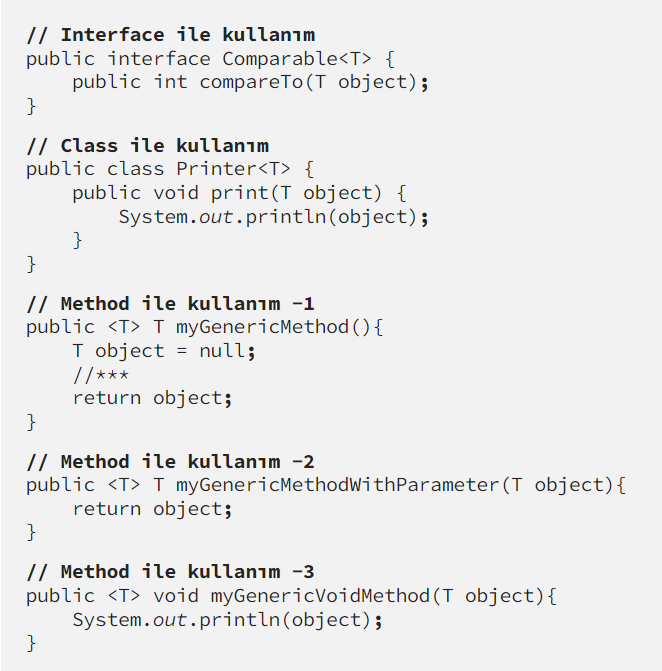 // Interface ile kullanım
public interface Comparable<T> {
    public int compareTo(T object);
}
// Class ile kullanım
public class Printer<T> {
    public void print(T object) {
        System.out.println(object);
    }
}
// Method ile kullanım -1
public <T> T myGenericMethod(){
    T object = null;
    //***
    return object;
}
// Method ile kullanım -2
public <T> T myGenericMethodWithParameter(T object){
    return object;
}
// Method ile kullanım -3
public <T> void myGenericVoidMethod(T object){
    System.out.println(object);
}